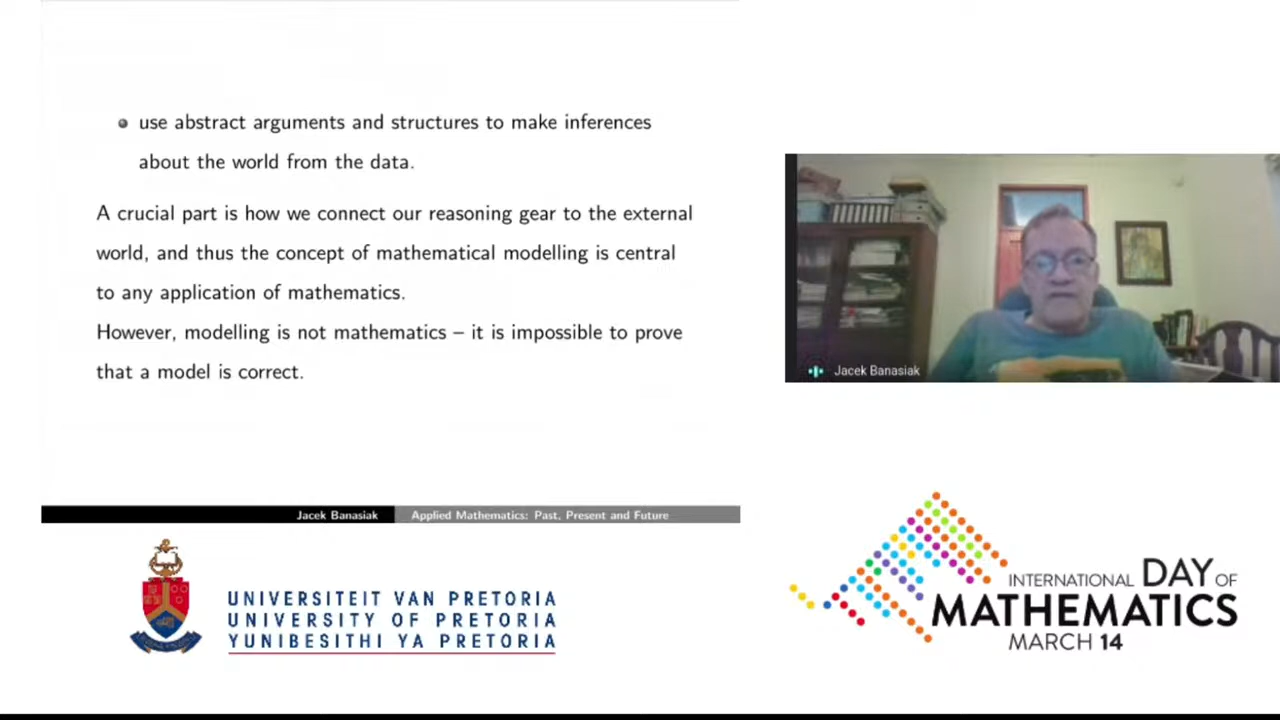 use abstract arguments and structures to make inferences
about the world from the data.
A crucial part is how we connect our reasoning gear to the external
world, and thus the concept of mathematical modelling is central
to any application of mathematics.
However, modelling is not mathematics – it is impossible to prove
that a model is correct.
Jacek Banasiak
Applied Mathematics: Past, Present and Future
Jacek Banasiak
UNIVERSITEIT VAN PRETORIA
UNIVERSITY OF PRETORIA
YUNIBESITHI YA PRETORIA
INTERNATIONAL DAY OF
MATHEMATICS
MARCH 14